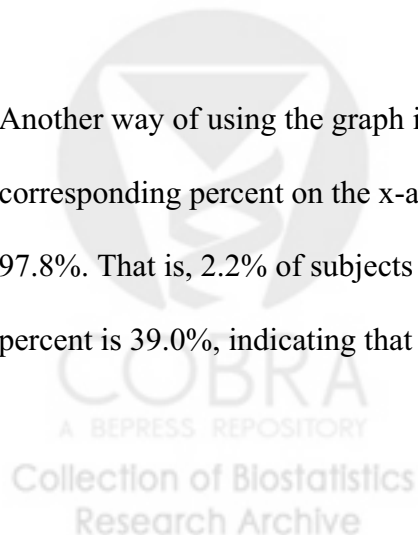 Another way of using the graph i
corresponding percent on the x-a
97.8%. That is, 2.2% of subjects
percent is 39.0%, indicating that
COBRA
A BEPRESS REPOSITORY
Collection of Biostatistics
Research Archive